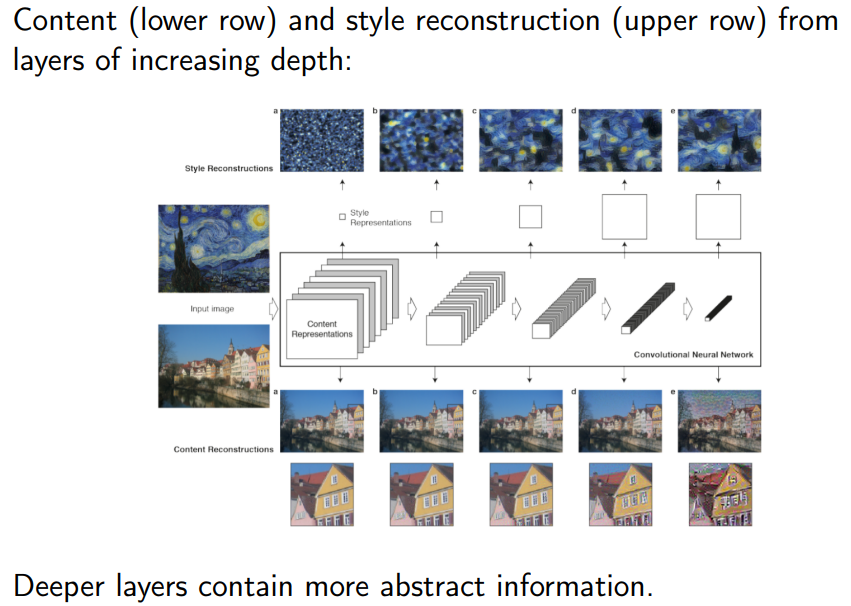 Content (lower row) and style reconstruction (upper row) from
layers of increasing depth:
a b c d e
Style Reconstructions
Style
Representations
Input image
Content
Representations
Convolutional Neural Network
a b c d e
Content Reconstructions
Deeper layers contain more abstract information.